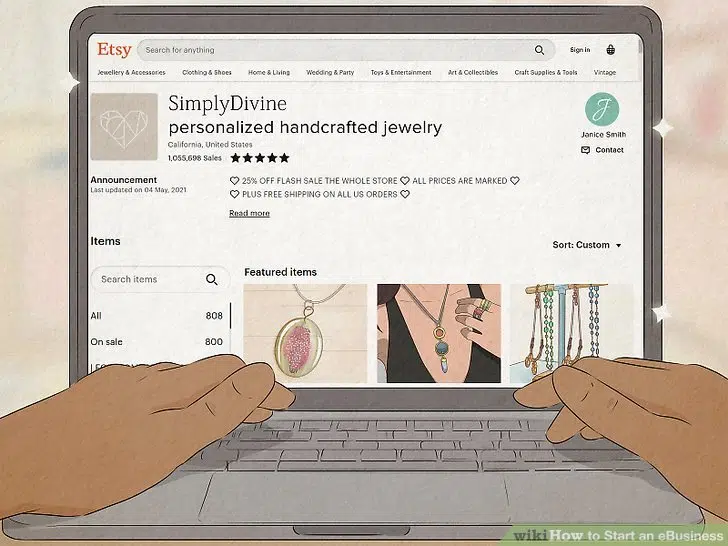 Etsy
Search for anything
Sign in
Jewellery & Accessories Clothing & Shoes Home & Living Wedding & Party Toys & Entertainment Art & Collectibles Craft Supplies & Tools Vintage
SimplyDivine
personalized handcrafted jewelry
California, United States
1,055,698 Sales
J
Janice Smith
Contact
Announcement
Last updated on 04 May, 2021
25% OFF FLASH SALE THE WHOLE STORE ALL PRICES ARE MARKED
PLUS FREE SHIPPING ON ALL US ORDERS
Read more
Items
Sort: Custom
Search items
Featured items
All 808
On sale 800
wikiHow to Start an eBusiness